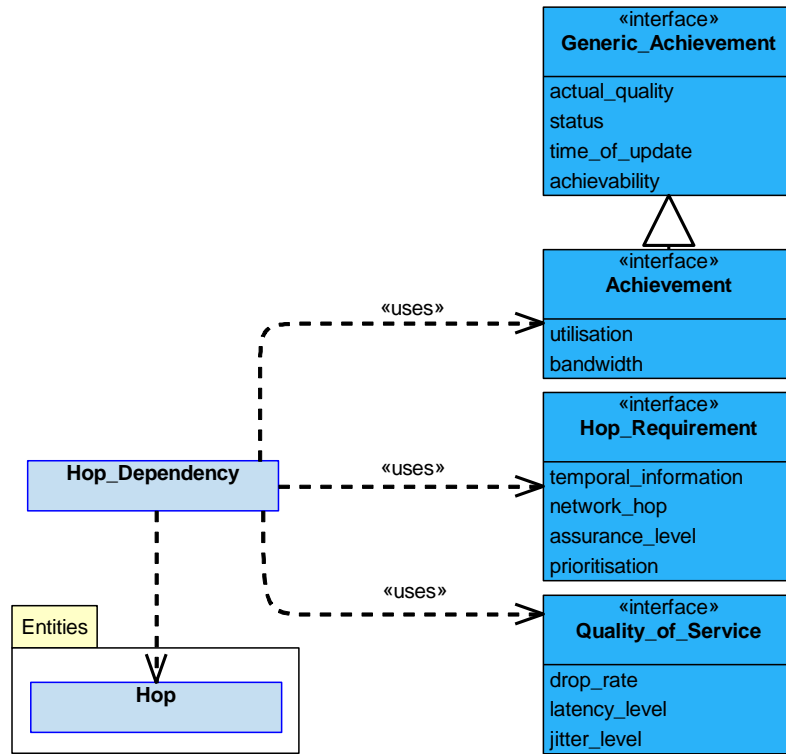 «interface»
Generic_Achievement
actual_quality
status
time_of_update
achievability
«interface»
Achievement
utilisation
bandwidth
«uses»
«interface»
Hop_Requirement
temporal_information
network_hop
assurance_level
prioritisation
Hop_Dependency
«uses»
«uses»
«interface»
Quality_of_Service
drop_rate
latency_level
jitter_level
Entities
Hop